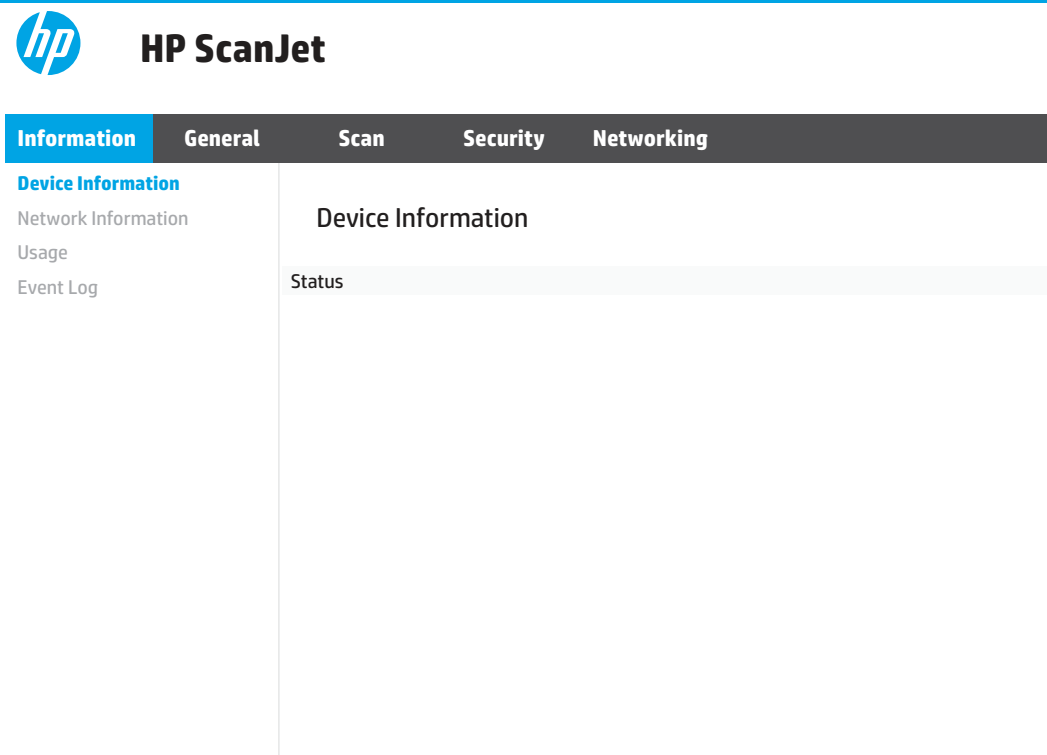 hp
HP ScanJet
Information General Scan Security Networking
Device Information
Network Information
Usage
Event Log
Device Information
Status